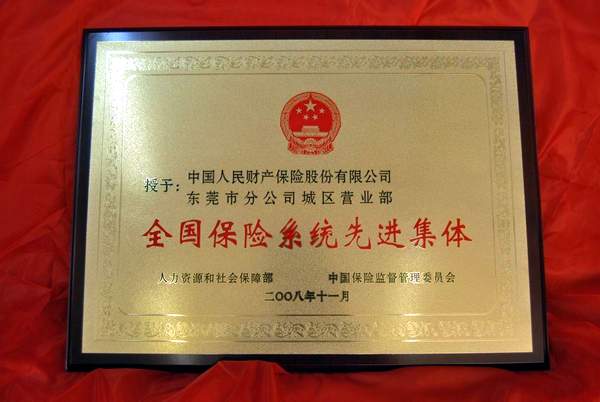 授予：中国人民财产保险股份有限公司
东莞市分公司城区营业部
全国保险系统先进集体
人力资源和社会保障部 中国保险监督管理委员会
二〇〇八年十一月